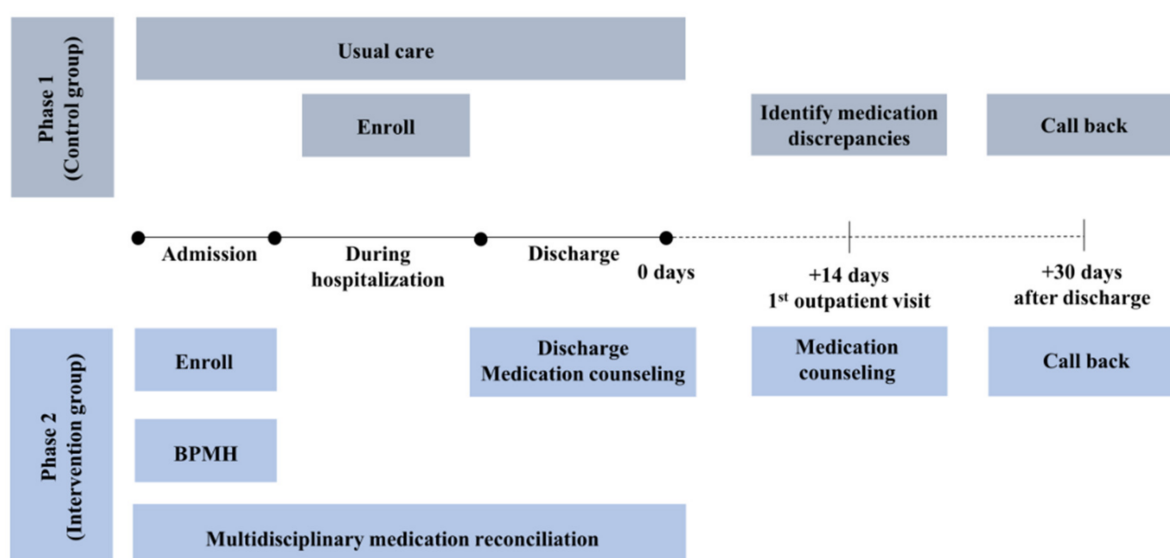 Phase 1
(Control group)
Usual care
Enroll
Identify medication
discrepancies
Call back
Admission
During
hospitalization
Discharge
0 days
+14 days
1st outpatient visit
+30 days
after discharge
Phase 2
(Intervention group)
Enroll
Discharge
Medication counseling
Medication
counseling
Call back
BPMH
Multidisciplinary medication reconciliation